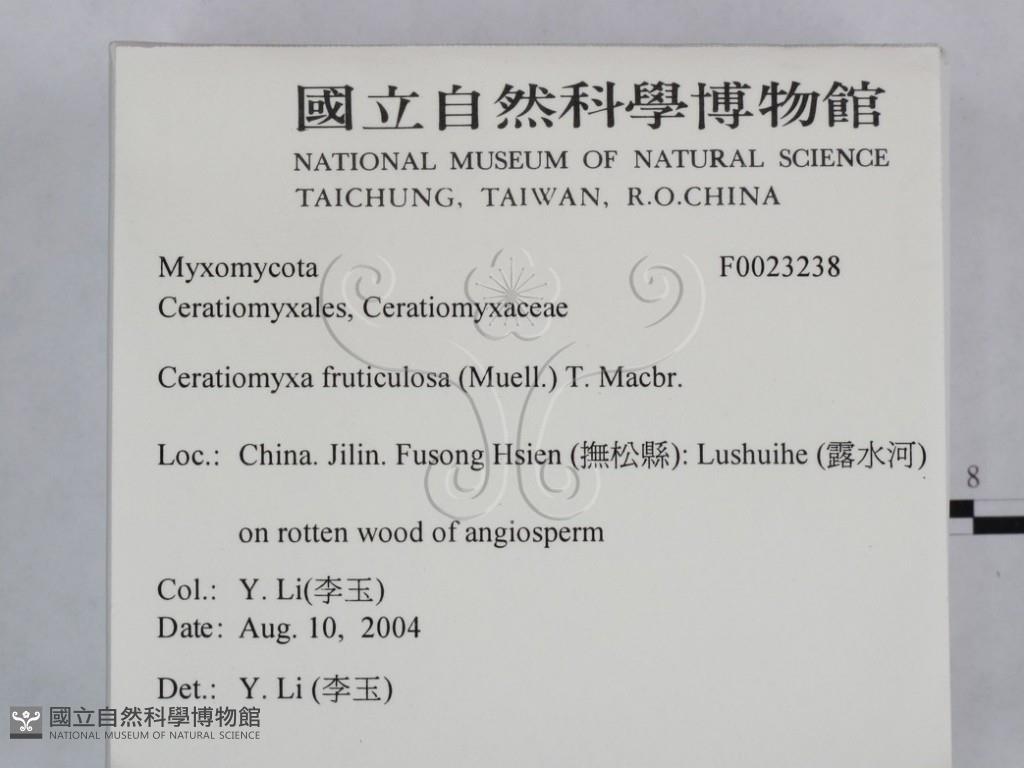 國立自然科學博物館
NATIONAL MUSEUM OF NATURAL SCIENCE
TAICHUNG, TAIWAN, R.O.CHINA
Myxomycota F0023238
Ceratiomyxales, Ceratiomyxaceae
Ceratiomyxa fruticulosa (Muell.) T. Macbr.
Loc.: China. Jilin. Fusong Hsien (撫松縣): Lushuihe (露水河)
8
on rotten wood of angiosperm
Col.: Y. Li(李玉)
Date: Aug. 10, 2004
Det.: Y. Li (李玉)
國立自然科學博物館
NATIONAL MUSEUM OF NATURAL SCIENCE